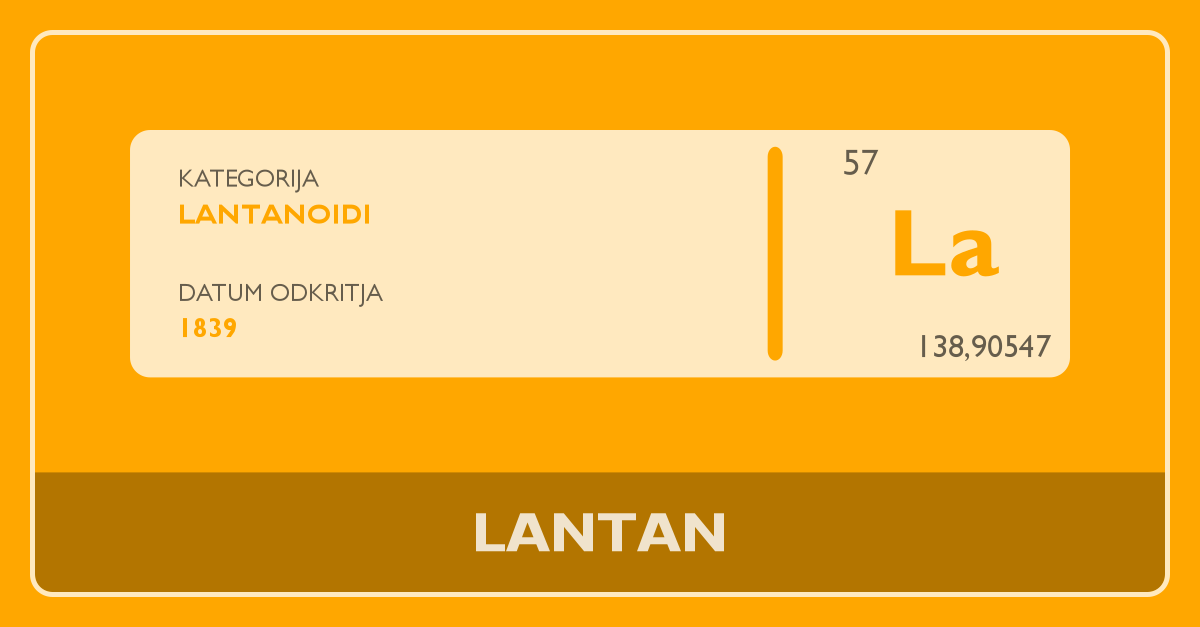 KATEGORIJA
LANTANOIDI
DATUM ODKRITJA
1839
57
La
138,90547
LANTAN